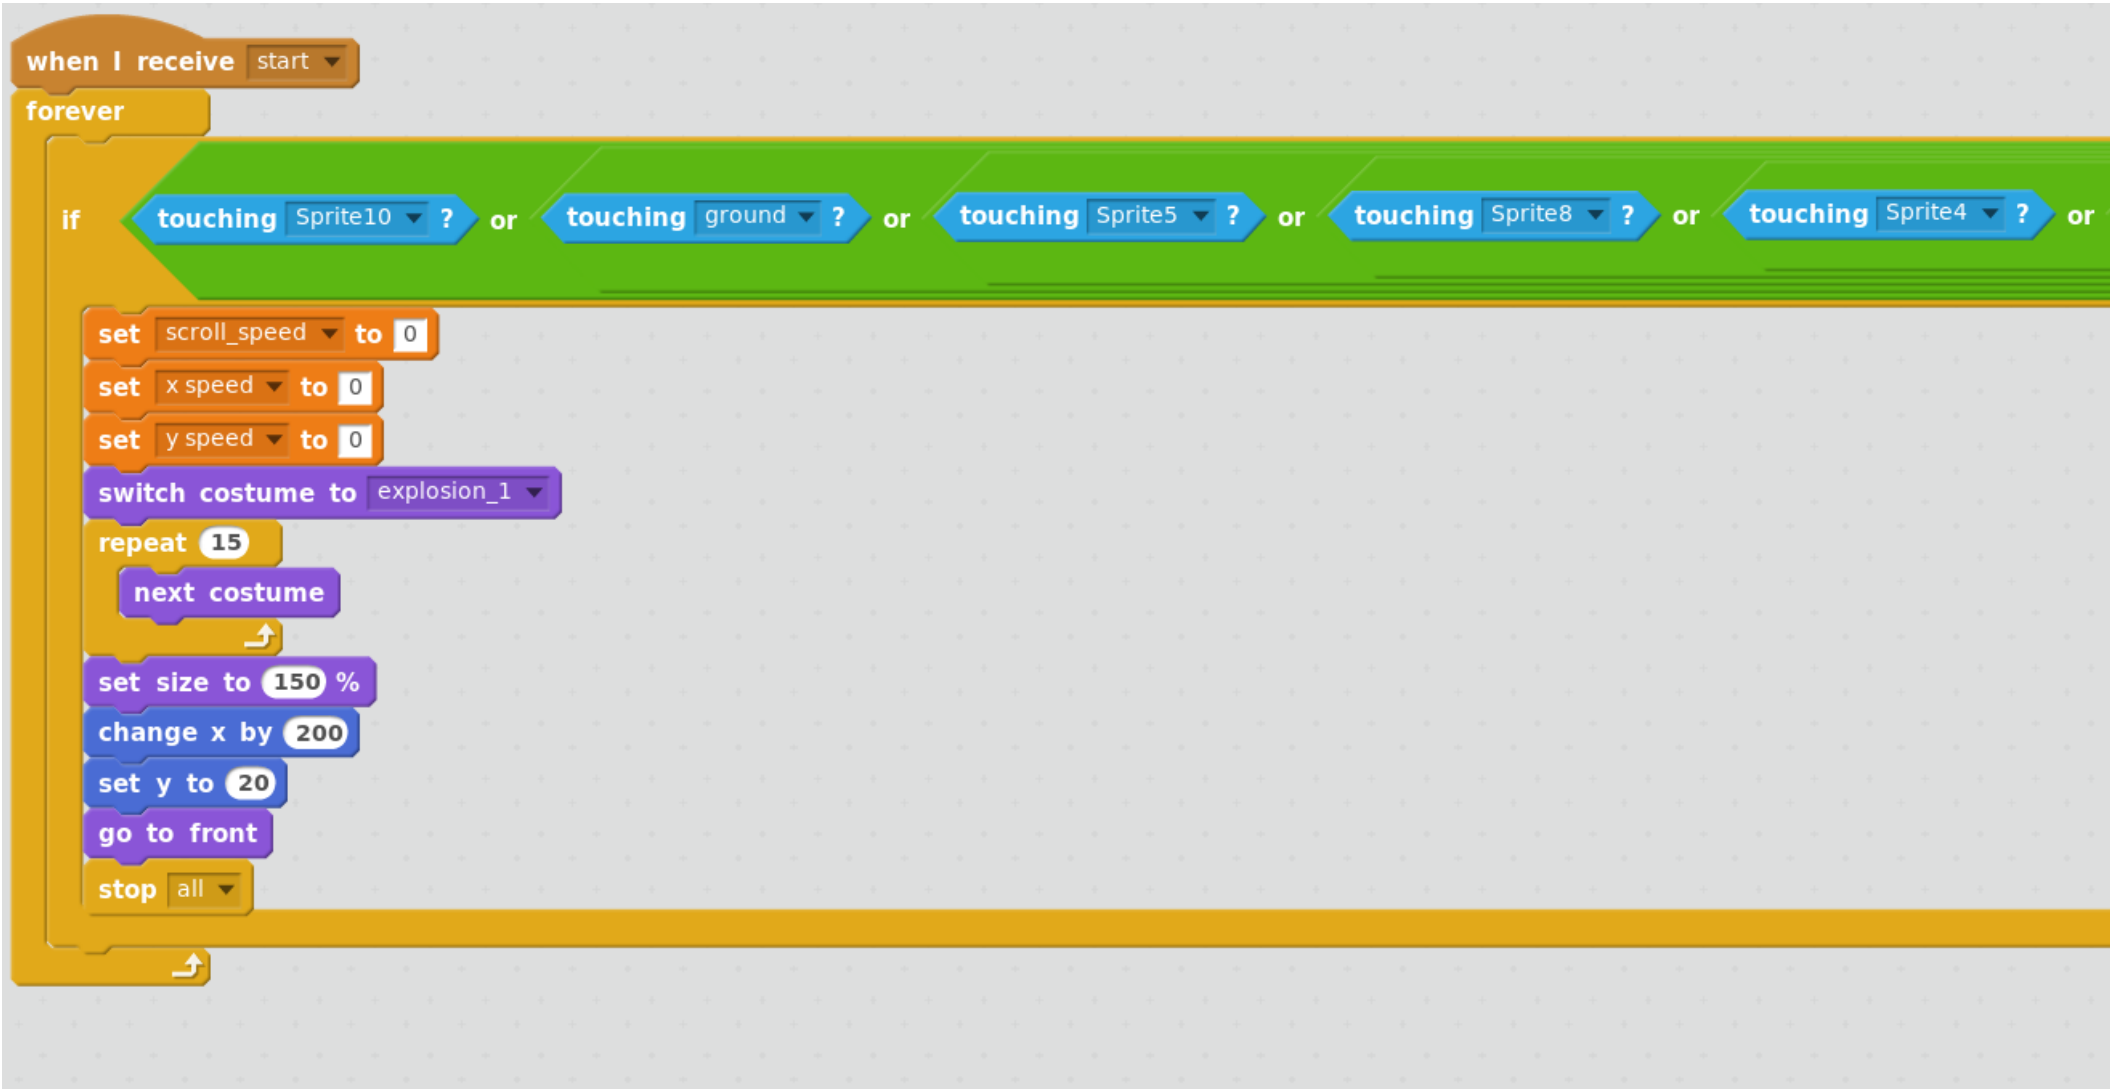 when I receive start
forever
if touching Sprite10 ? or touching ground ? or touching Sprite5 ? or touching Sprite8 ? or touching Sprite4 ? or
set scroll_speed to 0
set x speed to 0
set y speed to 0
switch costume to explosion_1
repeat 15
next costume
set size to 150 %
change x by 200
set y to 20
go to front
stop all